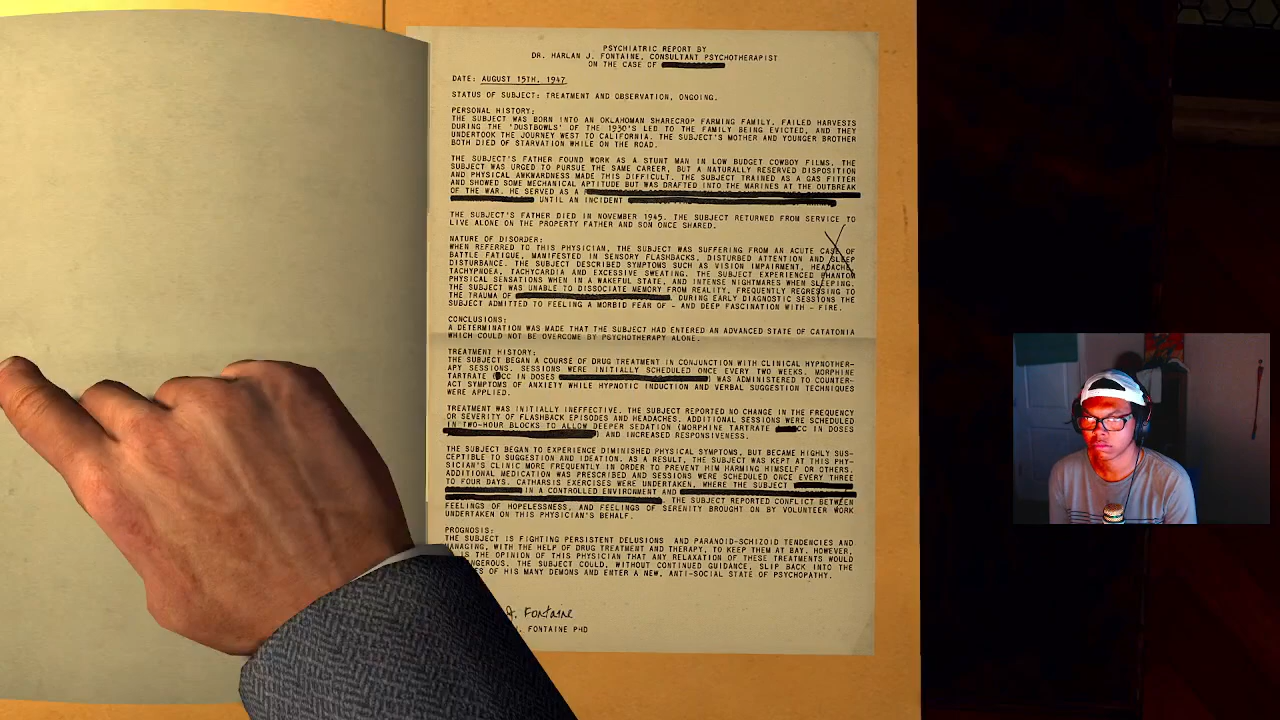 PSYCHIATRIC REPORT BY
DR. HARLAN J. FONTAINE, CONSULTANT PSYCHOTHERAPIST
ON THE CASE OF
DATE: AUGUST 15TH, 1947
STATUS OF SUBJECT: TREATMENT AND OBSERVATION, ONGOING.
PERSONAL HISTORY:
THE SUBJECT WAS BORN INTO AN OKLAHOMAN SHARECROP FARMING FAMILY. FAILED HARVESTS
DURING THE 'DUSTBOWLS' OF THE 1930'S LED TO THE FAMILY BEING EVICTED, AND THEY
UNDERTOOK THE JOURNEY WEST TO CALIFORNIA. THE SUBJECT'S MOTHER AND YOUNGER BROTHER
BOTH DIED OF STARVATION WHILE ON THE ROAD.
THE SUBJECT'S FATHER FOUND WORK AS A STUNT MAN IN LOW BUDGET COWBOY FILMS. THE
SUBJECT WAS URGED TO PURSUE THE SAME CAREER, BUT A NATURALLY RESERVED DISPOSITION
AND PHYSICAL AWKWARDNESS MADE THIS DIFFICULT. THE SUBJECT TRAINED AS A GAS FITTER
AND SHOWED SOME MECHANICAL APTITUDE BUT WAS DRAFTED INTO THE MARINES AT THE OUTBREAK
OF THE WAR. HE SERVED AS A
UNTIL AN INCIDENT
THE SUBJECT'S FATHER DIED IN NOVEMBER 1945. THE SUBJECT RETURNED FROM SERVICE TO
LIVE ALONE ON THE PROPERTY FATHER AND SON ONCE SHARED.
NATURE OF DISORDER:
WHEN REFERRED TO THIS PHYSICIAN, THE SUBJECT WAS SUFFERING FROM AN ACUTE CASE OF
BATTLE FATIGUE, MANIFESTED IN SENSORY FLASHBACKS, DISTURBED ATTENTION AND SLEEP
DISTURBANCE. THE SUBJECT DESCRIBED SYMPTOMS SUCH AS VISION IMPAIRMENT, HEADACHE,
TACHYPNOEA, TACHYCARDIA AND EXCESSIVE SWEATING. THE SUBJECT EXPERIENCED PHANTOM
PHYSICAL SENSATIONS WHEN IN A WAKEFUL STATE, AND INTENSE NIGHTMARES WHEN SLEEPING.
THE SUBJECT WAS UNABLE TO DISSOCIATE MEMORY FROM REALITY, FREQUENTLY REGRESSING TO
THE TRAUMA OF . DURING EARLY DIAGNOSTIC SESSIONS THE
SUBJECT ADMITTED TO FEELING A MORBID FEAR OF - AND DEEP FASCINATION WITH - FIRE.
CONCLUSIONS:
A DETERMINATION WAS MADE THAT THE SUBJECT HAD ENTERED AN ADVANCED STATE OF CATATONIA
WHICH COULD NOT BE OVERCOME BY PSYCHOTHERAPY ALONE.
TREATMENT HISTORY:
THE SUBJECT BEGAN A COURSE OF DRUG TREATMENT IN CONJUNCTION WITH CLINICAL HYPNOTHER-
APY SESSIONS. SESSIONS WERE INITIALLY SCHEDULED ONCE EVERY TWO WEEKS. MORPHINE
TARTRATE ( CC IN DOSES ) WAS ADMINISTERED TO COUNTER-
ACT SYMPTOMS OF ANXIETY WHILE HYPNOTIC INDUCTION AND VERBAL SUGGESTION TECHNIQUES
WERE APPLIED.
TREATMENT WAS INITIALLY INEFFECTIVE. THE SUBJECT REPORTED NO CHANGE IN THE FREQUENCY
OR SEVERITY OF FLASHBACK EPISODES AND HEADACHES. ADDITIONAL SESSIONS WERE SCHEDULED
IN TWO-HOUR BLOCKS TO ALLOW DEEPER SEDATION (MORPHINE TARTRATE CC IN DOSES
) AND INCREASED RESPONSIVENESS.
THE SUBJECT BEGAN TO EXPERIENCE DIMINISHED PHYSICAL SYMPTOMS, BUT BECAME HIGHLY SUS-
CEPTIBLE TO SUGGESTION AND IDEATION. AS A RESULT, THE SUBJECT WAS KEPT AT THIS PHY-
SICIAN'S CLINIC MORE FREQUENTLY IN ORDER TO PREVENT HIM HARMING HIMSELF OR OTHERS.
ADDITIONAL MEDICATION WAS PRESCRIBED AND SESSIONS WERE SCHEDULED ONCE EVERY THREE
TO FOUR DAYS. CATHARSIS EXERCISES WERE UNDERTAKEN, WHERE THE SUBJECT
IN A CONTROLLED ENVIRONMENT AND
. THE SUBJECT REPORTED CONFLICT BETWEEN
FEELINGS OF HOPELESSNESS, AND FEELINGS OF SERENITY BROUGHT ON BY VOLUNTEER WORK
UNDERTAKEN ON THIS PHYSICIAN'S BEHALF.
PROGNOSIS:
THE SUBJECT IS FIGHTING PERSISTENT DELUSIONS AND PARANOID-SCHIZOID TENDENCIES AND
MANAGING, WITH THE HELP OF DRUG TREATMENT AND THERAPY, TO KEEP THEM AT BAY. HOWEVER,
IS THE OPINION OF THIS PHYSICIAN THAT ANY RELAXATION OF THESE TREATMENTS WOULD
THE SUBJECT COULD, WITHOUT CONTINUED GUIDANCE, SLIP BACK INTO THE
OF HIS MANY DEMONS AND ENTER A NEW, ANTI-SOCIAL STATE OF PSYCHOPATHY.
Fontaine
FONTAINE PHD